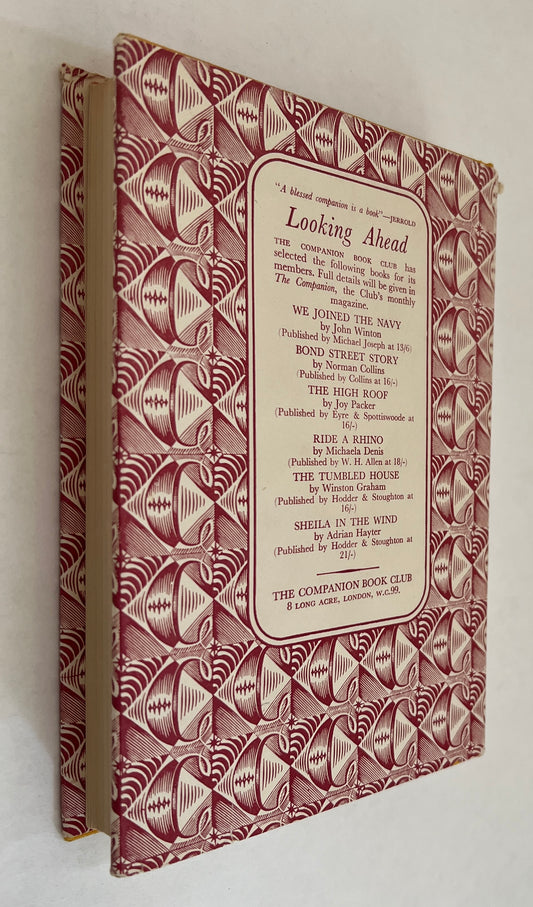 "A blessed companion is a book"—JERROLD
Looking Ahead
THE COMPANION BOOK CLUB has
selected the following books for its
members. Full details will be given in
The Companion, the Club's monthly
magazine.
WE JOINED THE NAVY
by John Winton
(Published by Michael Joseph at 13/6)
BOND STREET STORY
by Norman Collins
(Published by Collins at 16/-)
THE HIGH ROOF
by Joy Packer
(Published by Eyre & Spottiswoode at
16/-)
RIDE A RHINO
by Michaela Denis
(Published by W. H. Allen at 18/-)
THE TUMBLED HOUSE
by Winston Graham
(Published by Hodder & Stoughton at
16/-)
SHEILA IN THE WIND
by Adrian Hayter
(Published by Hodder & Stoughton at
21/-)
THE COMPANION BOOK CLUB
8 LONG ACRE, LONDON, W.C.99.